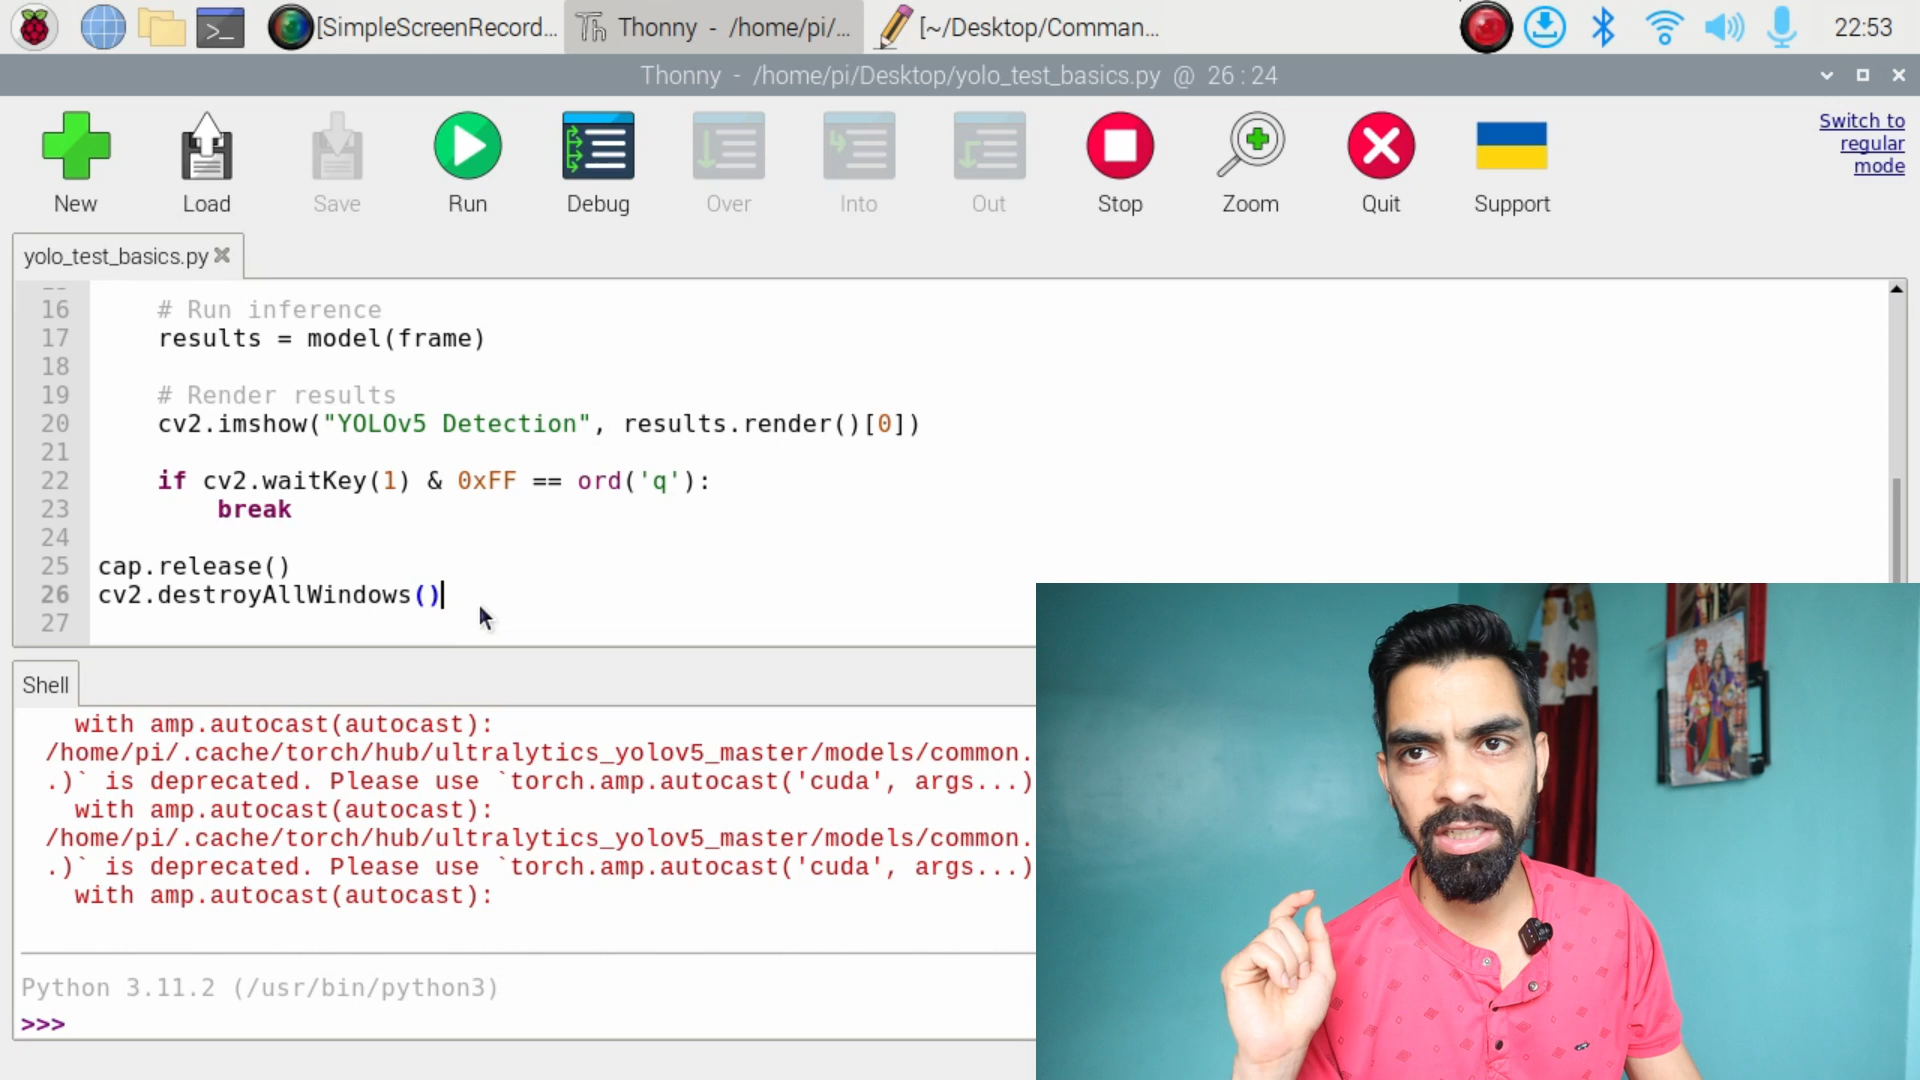 [SimpleScreenRecord...
Thonny - /home/pi/...
[~/Desktop/Comman...
22:53
Thonny - /home/pi/Desktop/yolo_test_basics.py @ 26:24
New
Load
Save
Run
Debug
Over
Into
Out
Stop
Zoom
Quit
Support
Switch to
regular
mode
yolo_test_basics.py
16 # Run inference
17 results = model(frame)
18
19 # Render results
20 cv2.imshow("YOLOv5 Detection", results.render()[0])
21
22 if cv2.waitKey(1) & 0xFF == ord('q'):
23 break
24
25 cap.release()
26 cv2.destroyAllWindows()
27
Shell
with amp.autocast(autocast):
/home/pi/.cache/torch/hub/ultralytics_yolov5_master/models/common.
.)` is deprecated. Please use `torch.amp.autocast('cuda', args...)
with amp.autocast(autocast):
/home/pi/.cache/torch/hub/ultralytics_yolov5_master/models/common.
.)` is deprecated. Please use `torch.amp.autocast('cuda', args...)
with amp.autocast(autocast):
Python 3.11.2 (/usr/bin/python3)
>>>